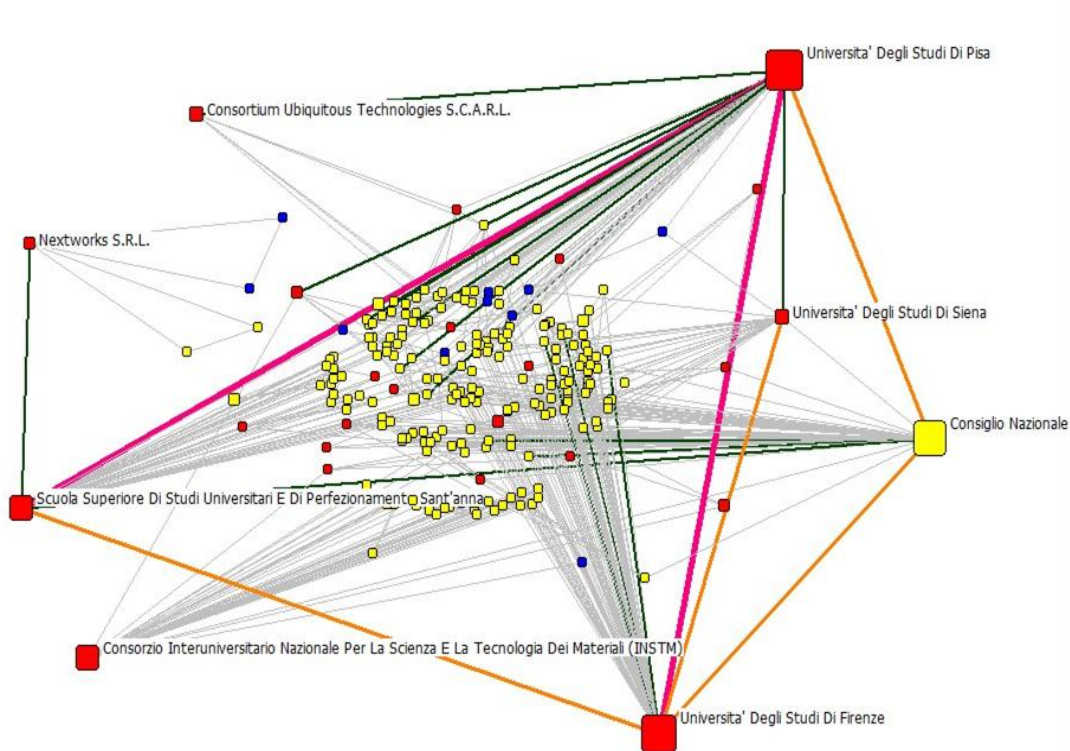 Universita' Degli Studi Di Pisa
Consortium Ubiquitous Technologies S.C.A.R.L.
Nextworks S.R.L.
Universita' Degli Studi Di Siena
Consiglio Nazionale
Scuola Superiore Di Studi Universitari E Di Perfezionamento Sant'anna
Consorzio Interuniversitario Nazionale Per La Scienza E La Tecnologia Dei Materiali (INSTM)
Universita' Degli Studi Di Firenze